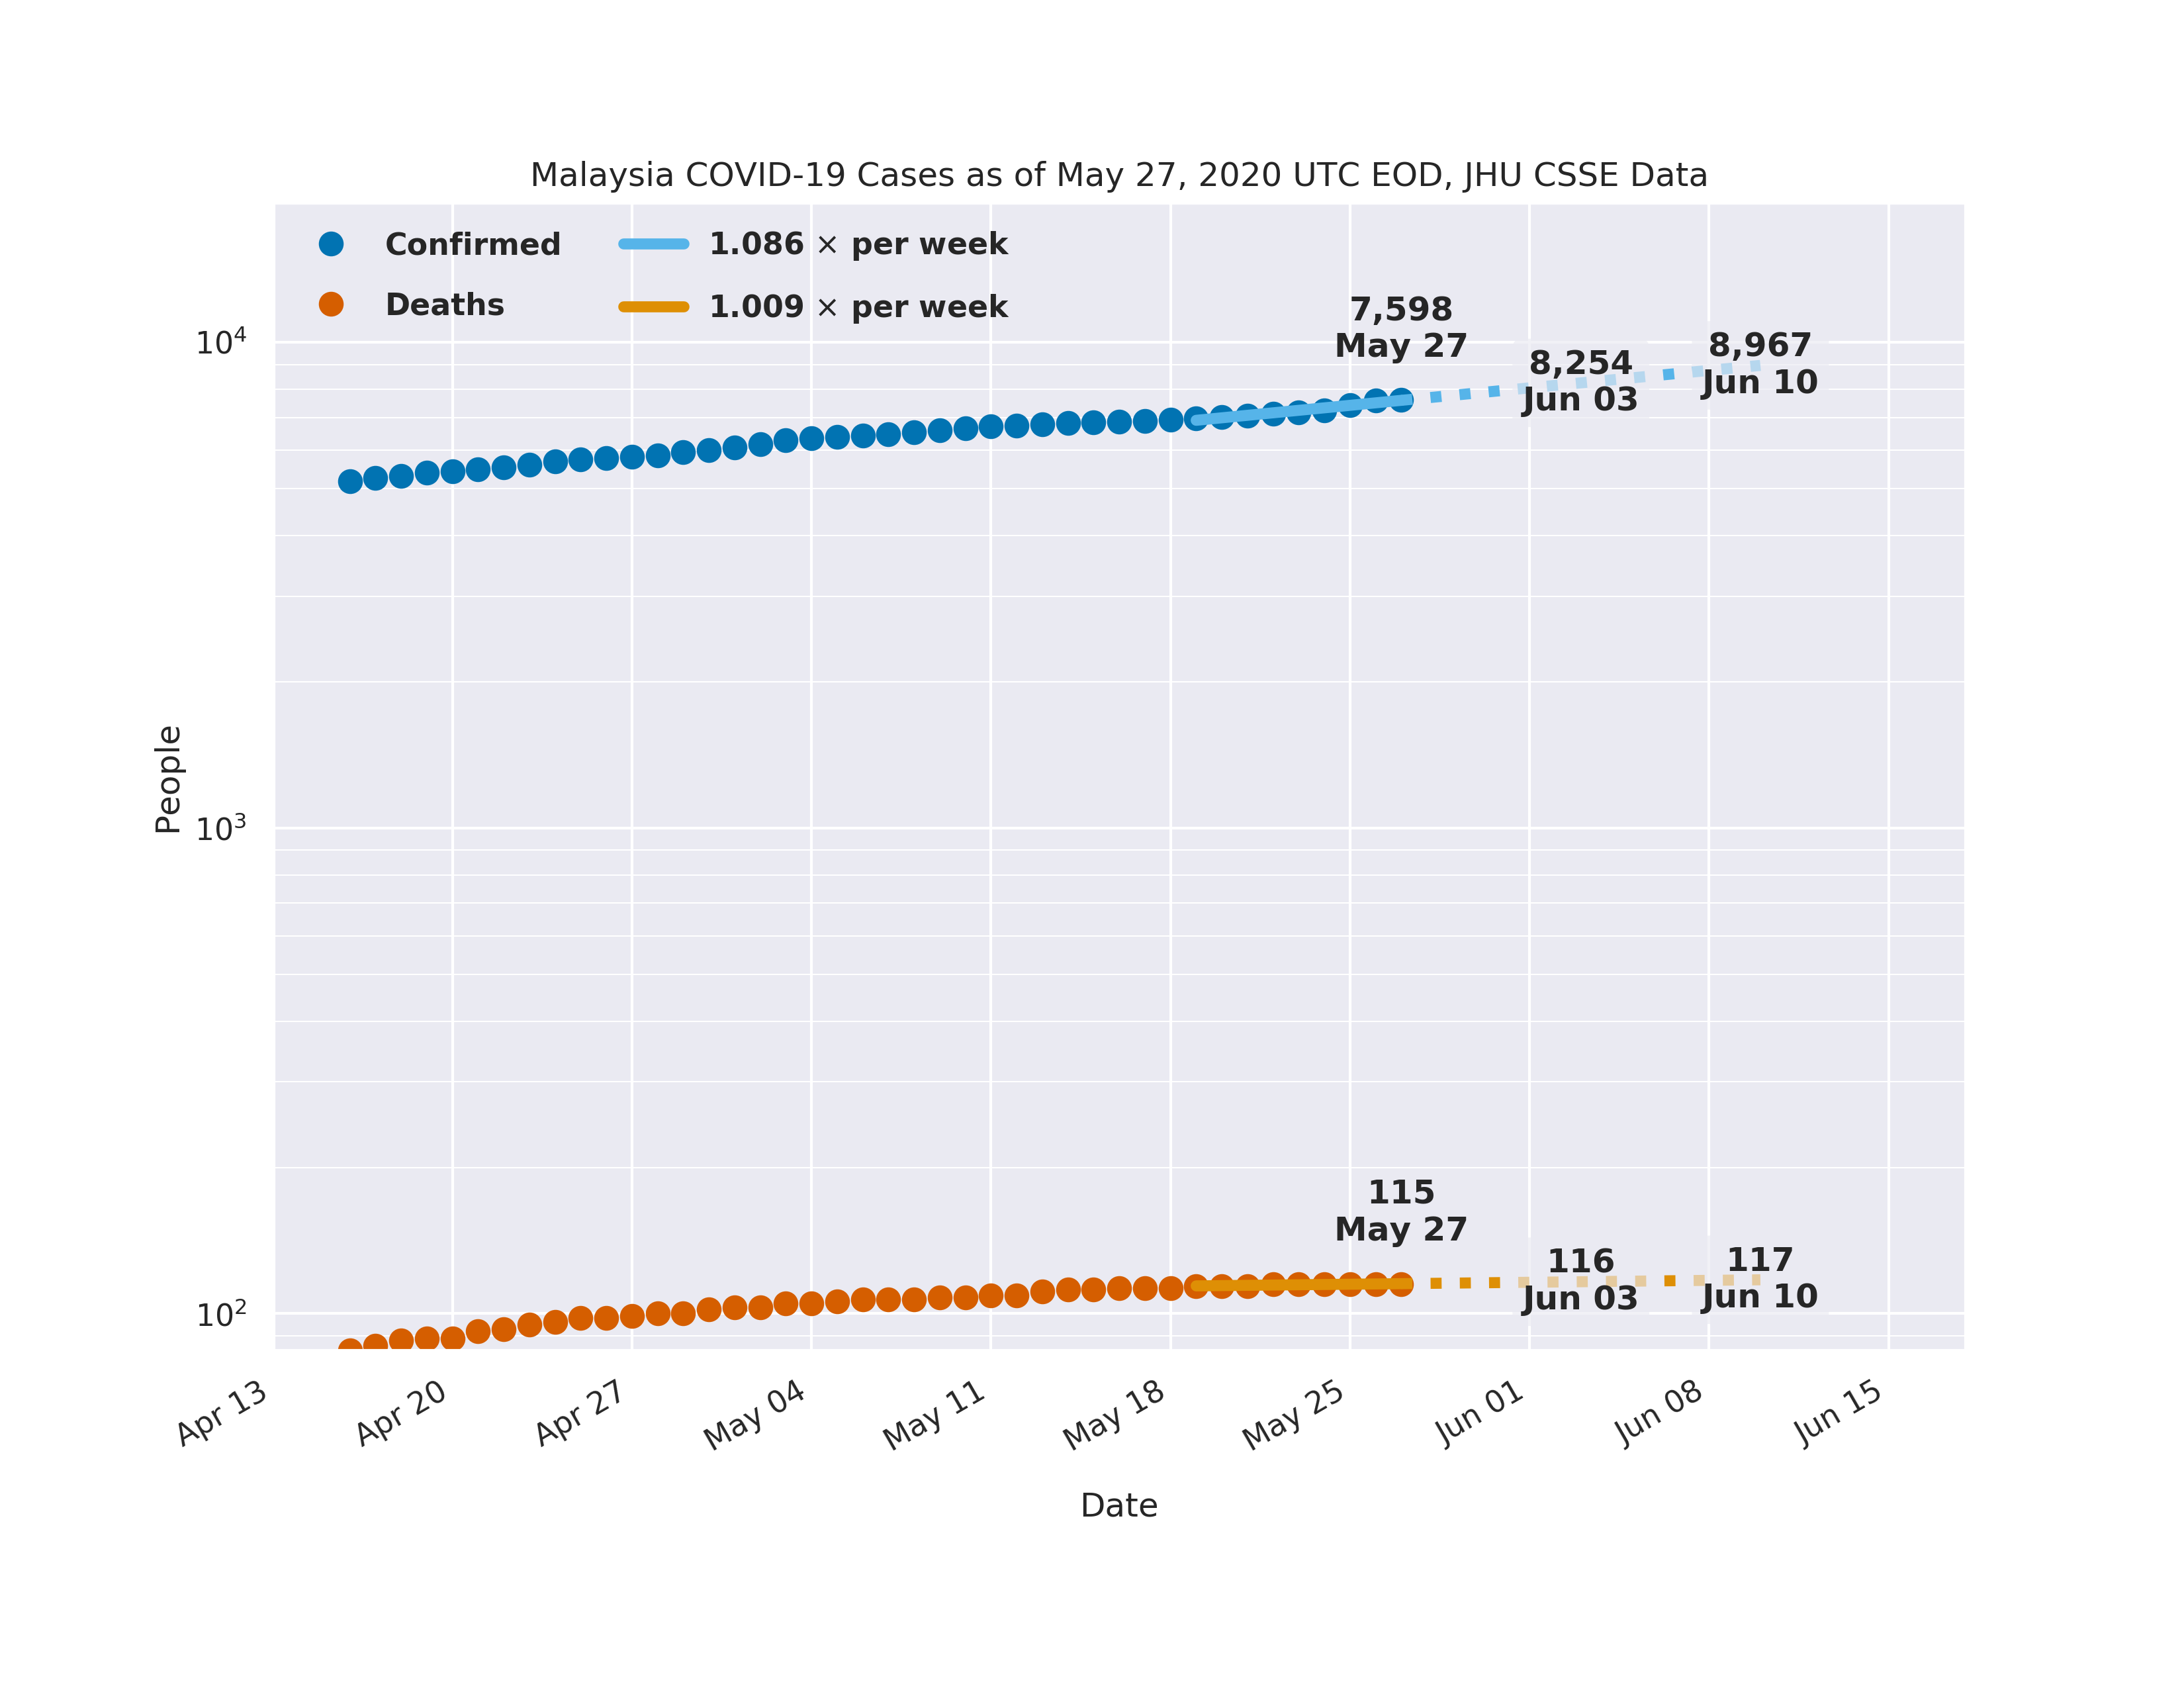 Malaysia COVID-19 Cases as of May 27, 2020 UTC EOD, JHU CSSE Data
Confirmed
Deaths
1.086 × per week
1.009 × per week
7,598
May 27
8,254
Jun 03
8,967
Jun 10
115
May 27
116
Jun 03
117
Jun 10
People
10⁴
10³
10²
Apr 13
Apr 20
Apr 27
May 04
May 11
May 18
May 25
Jun 01
Jun 08
Jun 15
Date